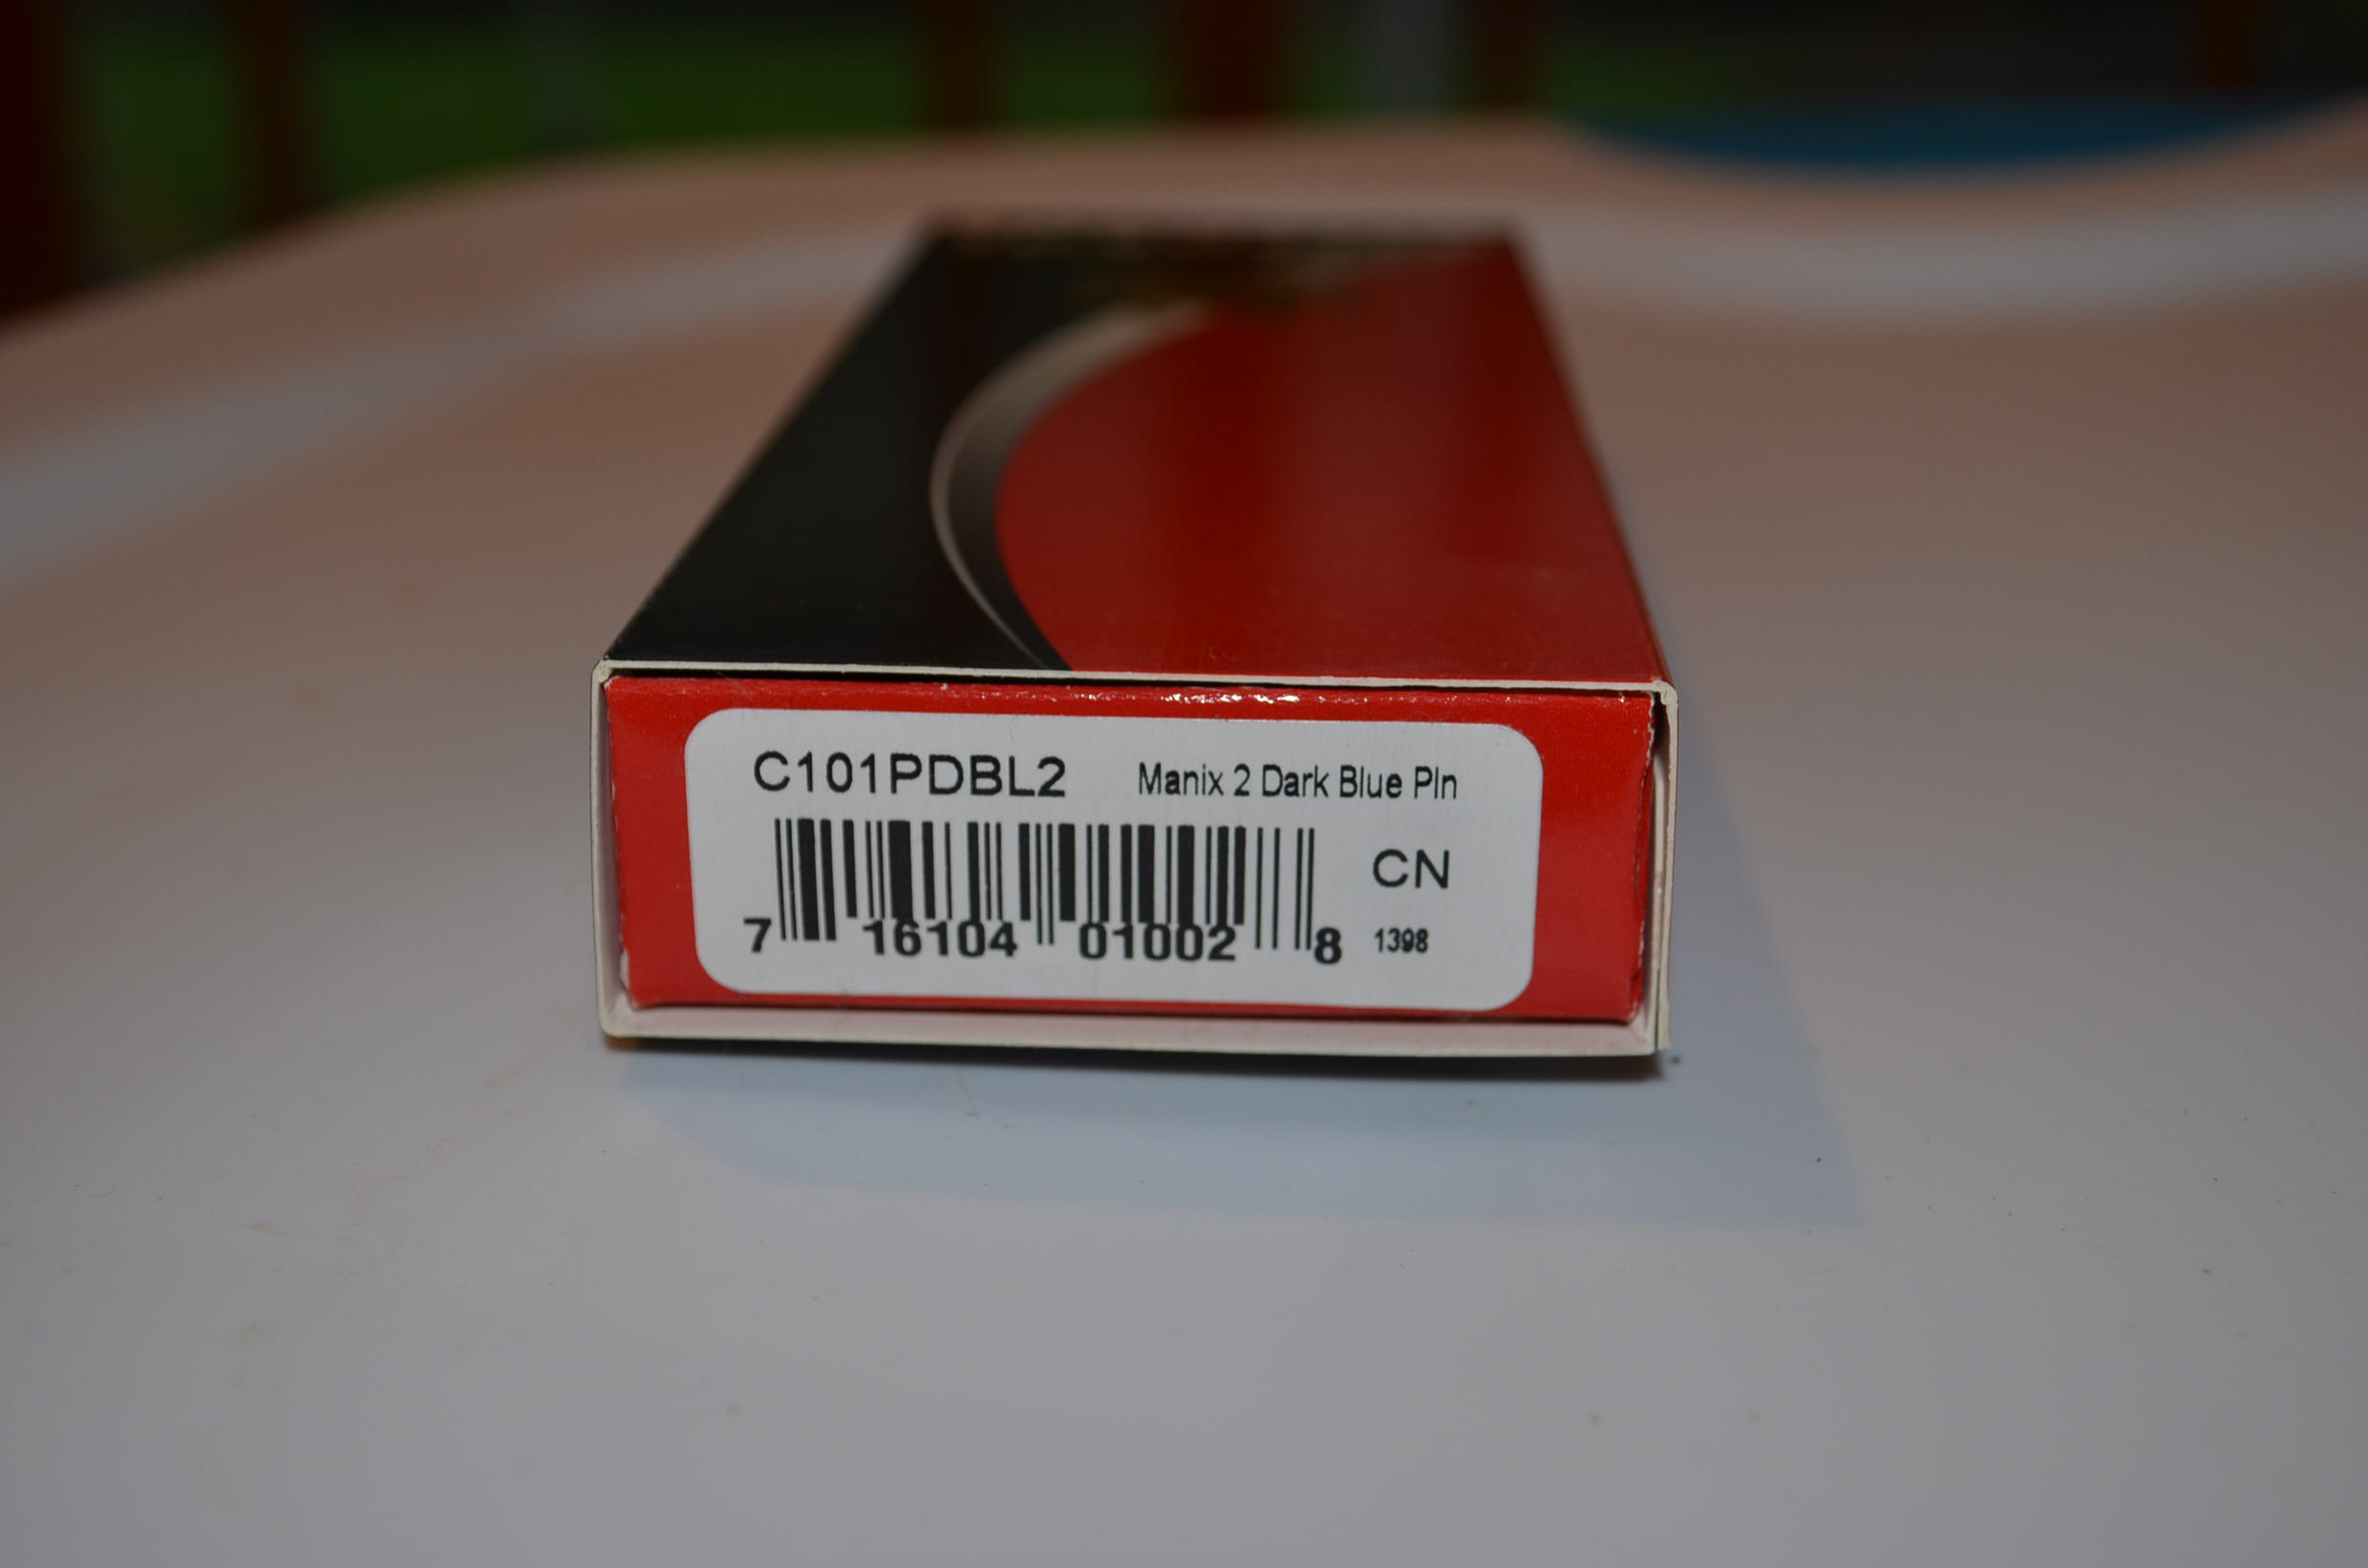 C101PDBL2 Manix 2 Dark Blue Pln
CN
7 16104 01002 8 1398